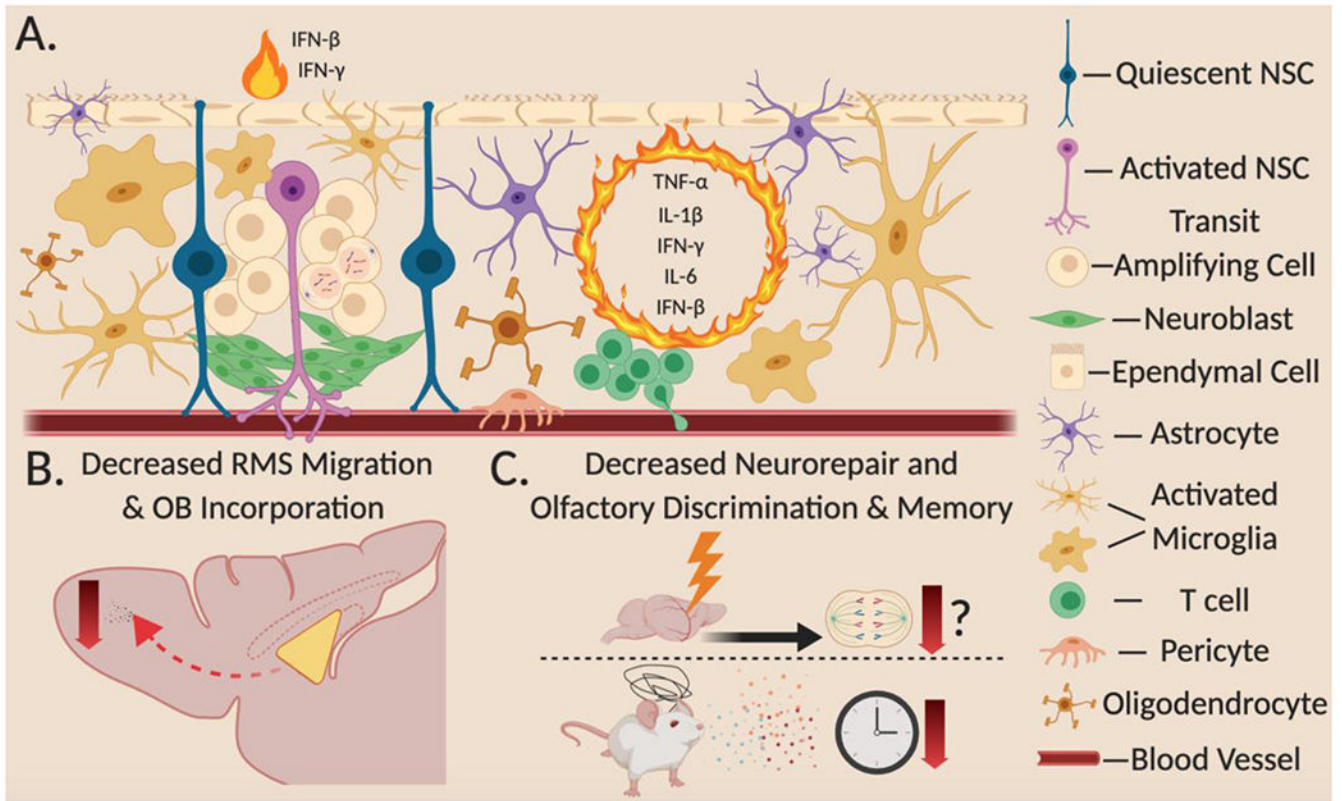 A.
IFN-β
IFN-γ
TNF-α
IL-1β
IFN-γ
IL-6
IFN-β
Quiescent NSC
Activated NSC
Transit
Amplifying Cell
Neuroblast
Ependymal Cell
Astrocyte
Activated
Microglia
T cell
Pericyte
Oligodendrocyte
Blood Vessel
B. Decreased RMS Migration
& OB Incorporation
C. Decreased Neurorepair and
Olfactory Discrimination & Memory
?